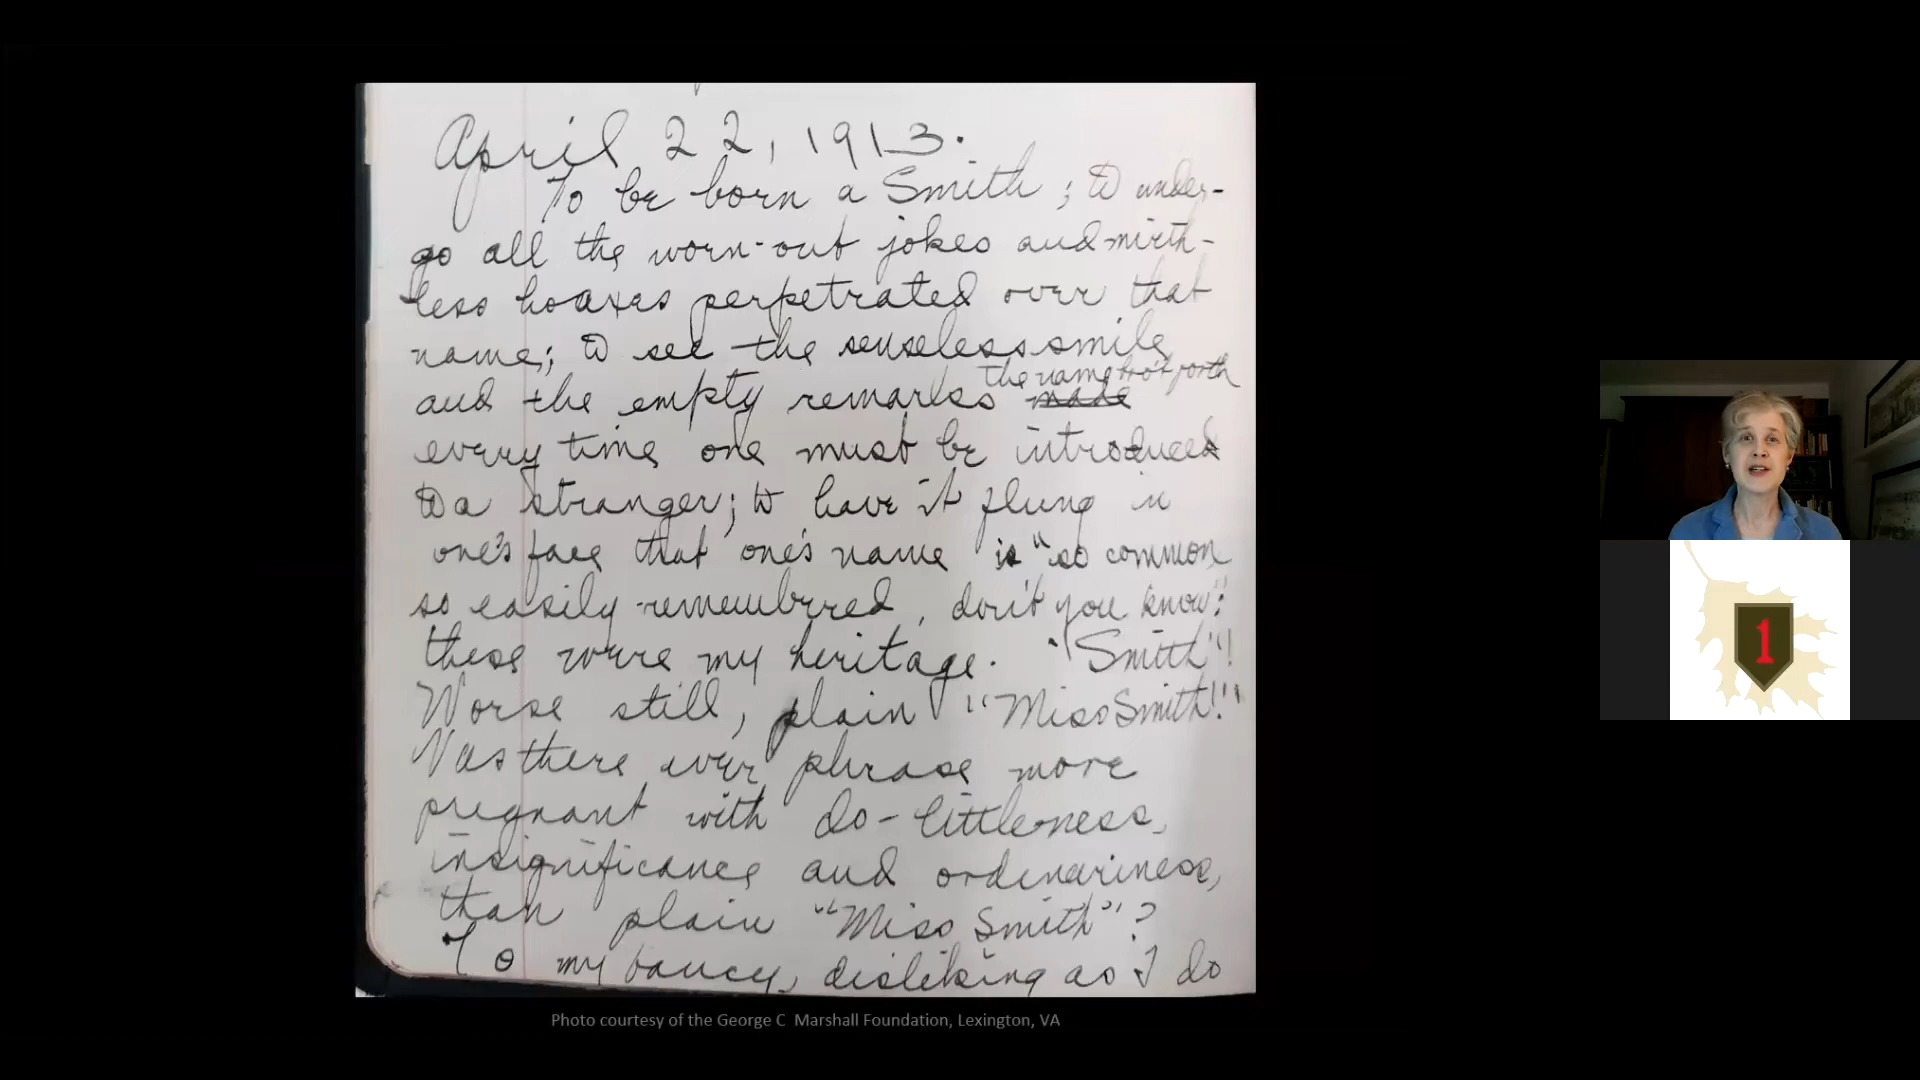 April 22, 1913.
To be born a Smith; to under-
go all the worn-out jokes and mirth-
less hoaxes perpetrated over that
name; to see the senseless smile
the name bro't forth
and the empty remarks made
every time one must be introduced
to a stranger; to have it flung in
one's face that one's name is "so common
so easily remembered, don't you know":
these were my heritage. "Smith"!
Worse still, plain "Miss Smith!"
Was there ever phrase more
pregnant with do-littleness,
insignificance and ordinariness,
than plain "Miss Smith"?
To my fancy, disliking as I do
Photo courtesy of the George C Marshall Foundation, Lexington, VA
1